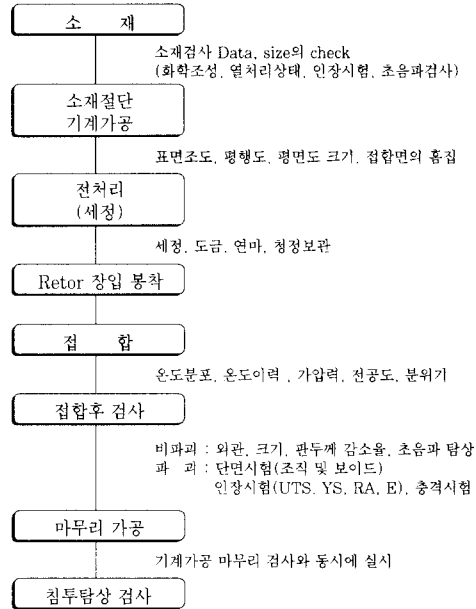 소 재
소재검사 Data, size의 check
(화학조성, 열처리상태, 인장시험, 초음파검사)
소재절단
기계가공
표면조도, 평행도, 평면도 크기, 접합면의 흠집
전처리
(세정)
세정, 도금, 연마, 청정보관
Retor 장입 봉착
접 합
온도분포, 온도이력 , 가압력, 전공도, 분위기
접합후 검사
비파괴 : 외관, 크기, 판두께 감소율, 초음파 탐상
파 괴 : 단면시험(조직 및 보이드)
인장시험(UTS. YS, RA, E), 충격시험
마무리 가공
기계가공 마무리 검사와 동시에 실시
침투탐상 검사